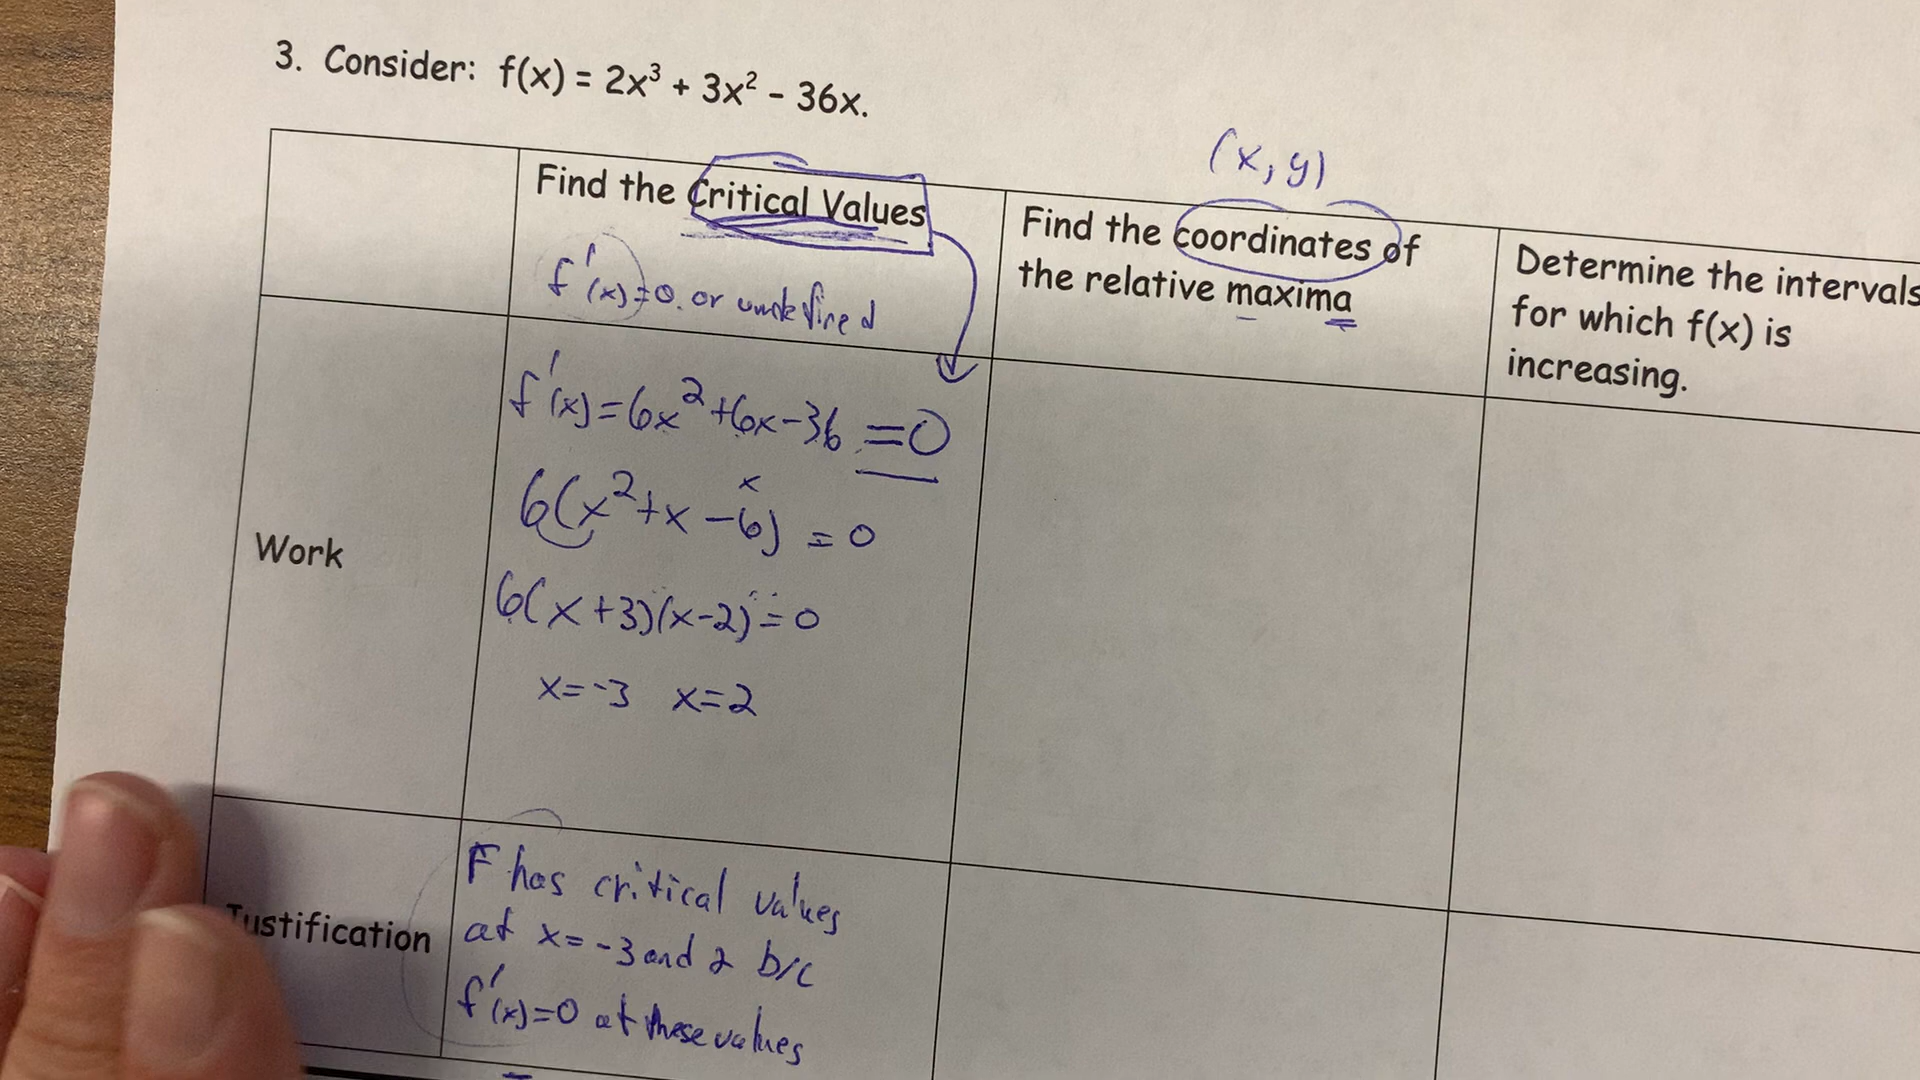 3. Consider: f(x) = 2x³ + 3x² - 36x.
(x, y)
Find the Critical Values
f'(x)=0 or undefined
Find the coordinates of
the relative maxima
Determine the intervals
for which f(x) is
increasing.
Work
f'(x)=6x²+6x-36 =0
x
6(x²+x-6) = 0
6(x+3)(x-2)=0
x=-3 x=2
Justification
F has critical values
at x=-3 and 2 b/c
f'(x)=0 at these values